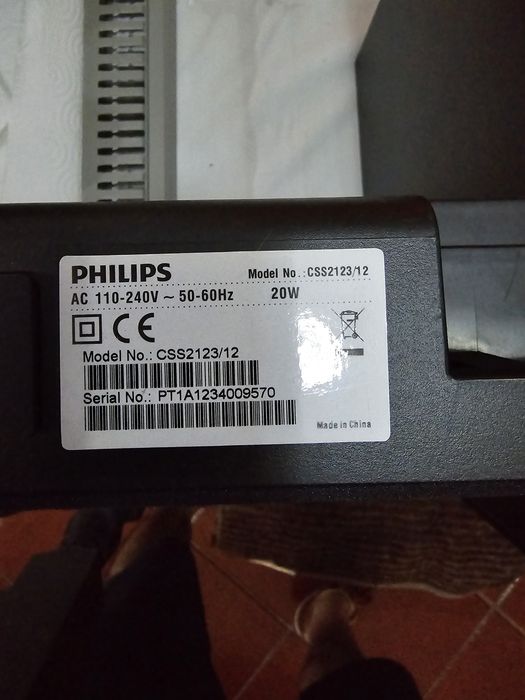 PHILIPS Model No.: CSS2123/12
AC 110-240V ~ 50-60Hz 20W
CE
Model No.: CSS2123/12
Serial No.: PT1A1234009570
Made in China